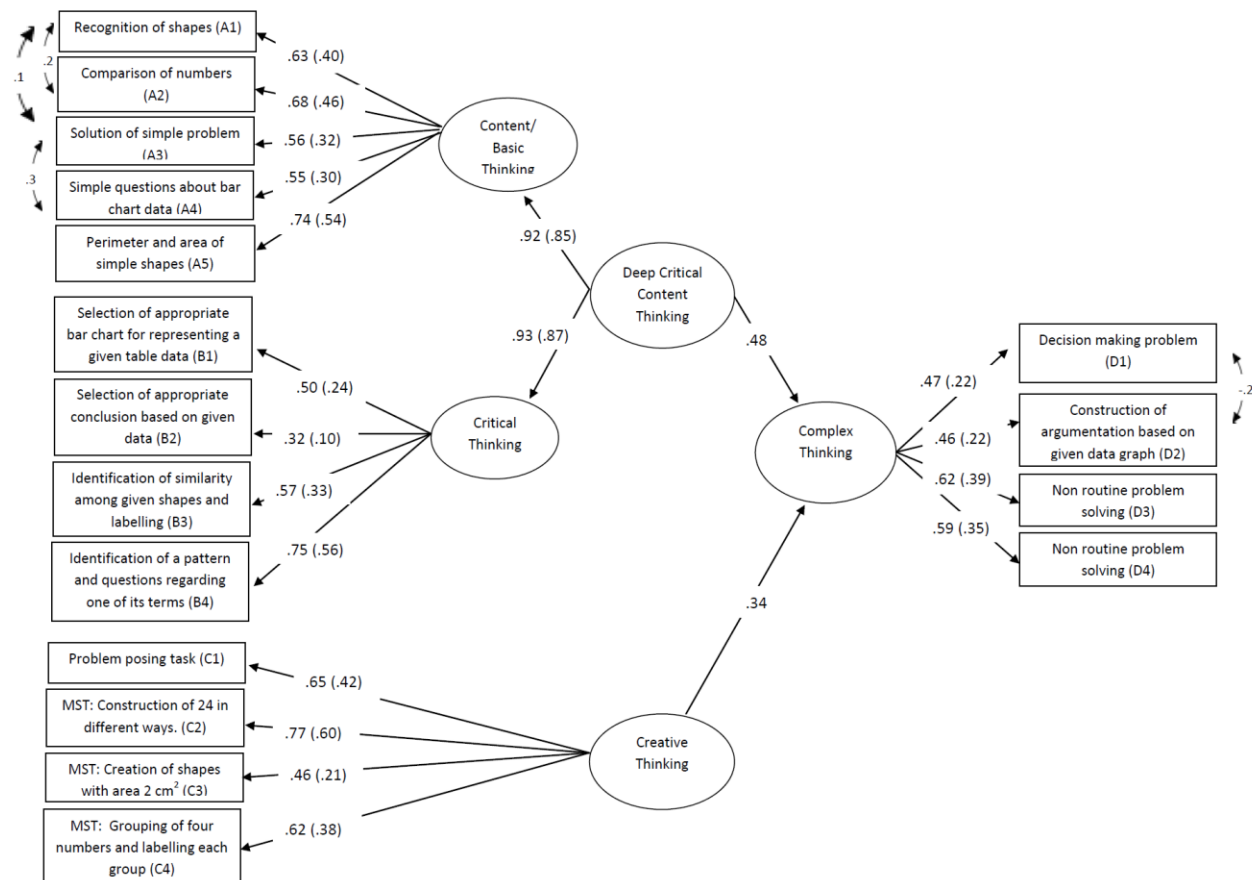 Recognition of shapes (A1)
.63 (.40)
.1
.2
Comparison of numbers
(A2)
.68 (.46)
Solution of simple problem
(A3)
.56 (.32)
.3
Simple questions about bar
chart data (A4)
.55 (.30)
Perimeter and area of
simple shapes (A5)
.74 (.54)
Content/
Basic
Thinking
.92 (.85)
Deep Critical
Content
Thinking
.93 (.87)
.48
Selection of appropriate
bar chart for representing a
given table data (B1)
.50 (.24)
Selection of appropriate
conclusion based on given
data (B2)
.32 (.10)
Identification of similarity
among given shapes and
labelling (B3)
.57 (.33)
Identification of a pattern
and questions regarding
one of its terms (B4)
.75 (.56)
Critical
Thinking
Complex
Thinking
Decision making problem
(D1)
.47 (.22)
-.2
Construction of
argumentation based on
given data graph (D2)
.46 (.22)
Non routine problem
solving (D3)
.62 (.39)
Non routine problem
solving (D4)
.59 (.35)
.34
Problem posing task (C1)
.65 (.42)
MST: Construction of 24 in
different ways. (C2)
.77 (.60)
MST: Creation of shapes
with area 2 cm² (C3)
.46 (.21)
MST:  Grouping of four
numbers and labelling each
group (C4)
.62 (.38)
Creative
Thinking